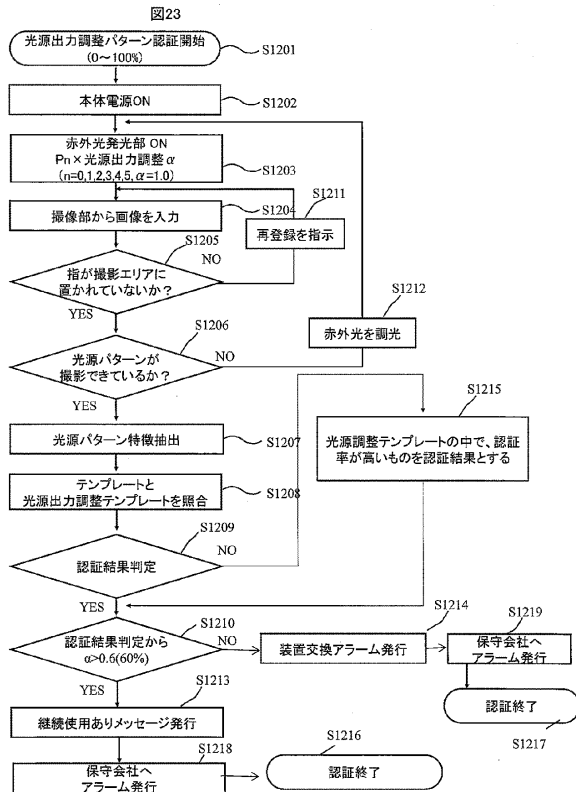 図23
光源出力調整パターン認証開始
(0～100%)
S1201
本体電源ON
S1202
赤外光発光部 ON
Pn×光源出力調整α
(n=0,1,2,3,4,5,α=1.0)
S1203
S1211
撮像部から画像を入力
S1204
再登録を指示
S1205
指が撮影エリアに
置かれていないか？
NO
YES
S1212
赤外光を調光
S1206
光源パターンが
撮影できているか？
NO
YES
S1215
光源調整テンプレートの中で、認証
率が高いものを認証結果とする
光源パターン特徴抽出
S1207
テンプレートと
光源出力調整テンプレートを照合
S1208
S1209
認証結果判定
NO
YES
S1210
認証結果判定から
α>0.6(60%)
NO
YES
S1214
装置交換アラーム発行
S1219
保守会社へ
アラーム発行
認証終了
S1217
S1213
継続使用ありメッセージ発行
S1218
保守会社へ
アラーム発行
S1216
認証終了